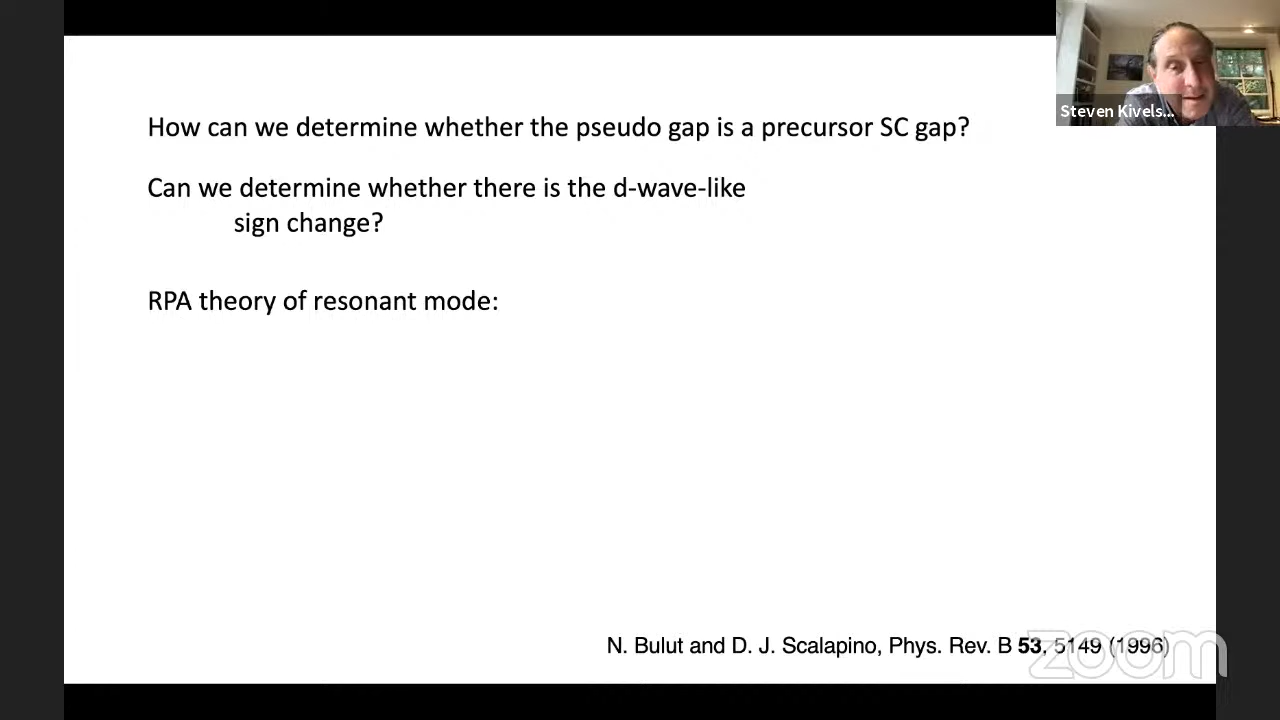 Steven Kivels...
How can we determine whether the pseudo gap is a precursor SC gap?
Can we determine whether there is the d-wave-like
sign change?
RPA theory of resonant mode:
N. Bulut and D. J. Scalapino, Phys. Rev. B 53, 5149 (1996)
zoom